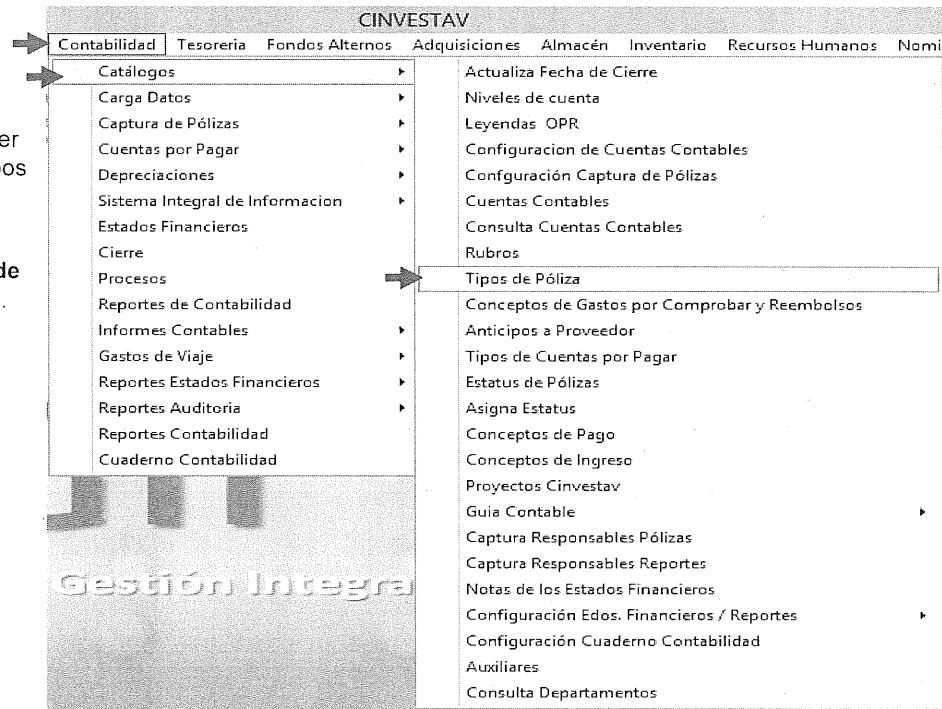 CINVESTAV
Contabilidad Tesoreria Fondos Alternos Adquisiciones Almacén Inventario Recursos Humanos Nomi
Catálogos
Carga Datos
Captura de Pólizas
Cuentas por Pagar
Depreciaciones
Sistema Integral de Informacion
Estados Financieros
Cierre
Procesos
Reportes de Contabilidad
Informes Contables
Gastos de Viaje
Reportes Estados Financieros
Reportes Auditoria
Reportes Contabilidad
Cuaderno Contabilidad
Actualiza Fecha de Cierre
Niveles de cuenta
Leyendas OPR
Configuracion de Cuentas Contables
Confguración Captura de Pólizas
Cuentas Contables
Consulta Cuentas Contables
Rubros
Tipos de Póliza
Conceptos de Gastos por Comprobar y Reembolsos
Anticipos a Proveedor
Tipos de Cuentas por Pagar
Estatus de Pólizas
Asigna Estatus
Conceptos de Pago
Conceptos de Ingreso
Proyectos Cinvestav
Guia Contable
Captura Responsables Pólizas
Captura Responsables Reportes
Notas de los Estados Financieros
Configuración Edos. Financieros / Reportes
Configuración Cuaderno Contabilidad
Auxiliares
Consulta Departamentos
er
os
de
.
Gestión Integra